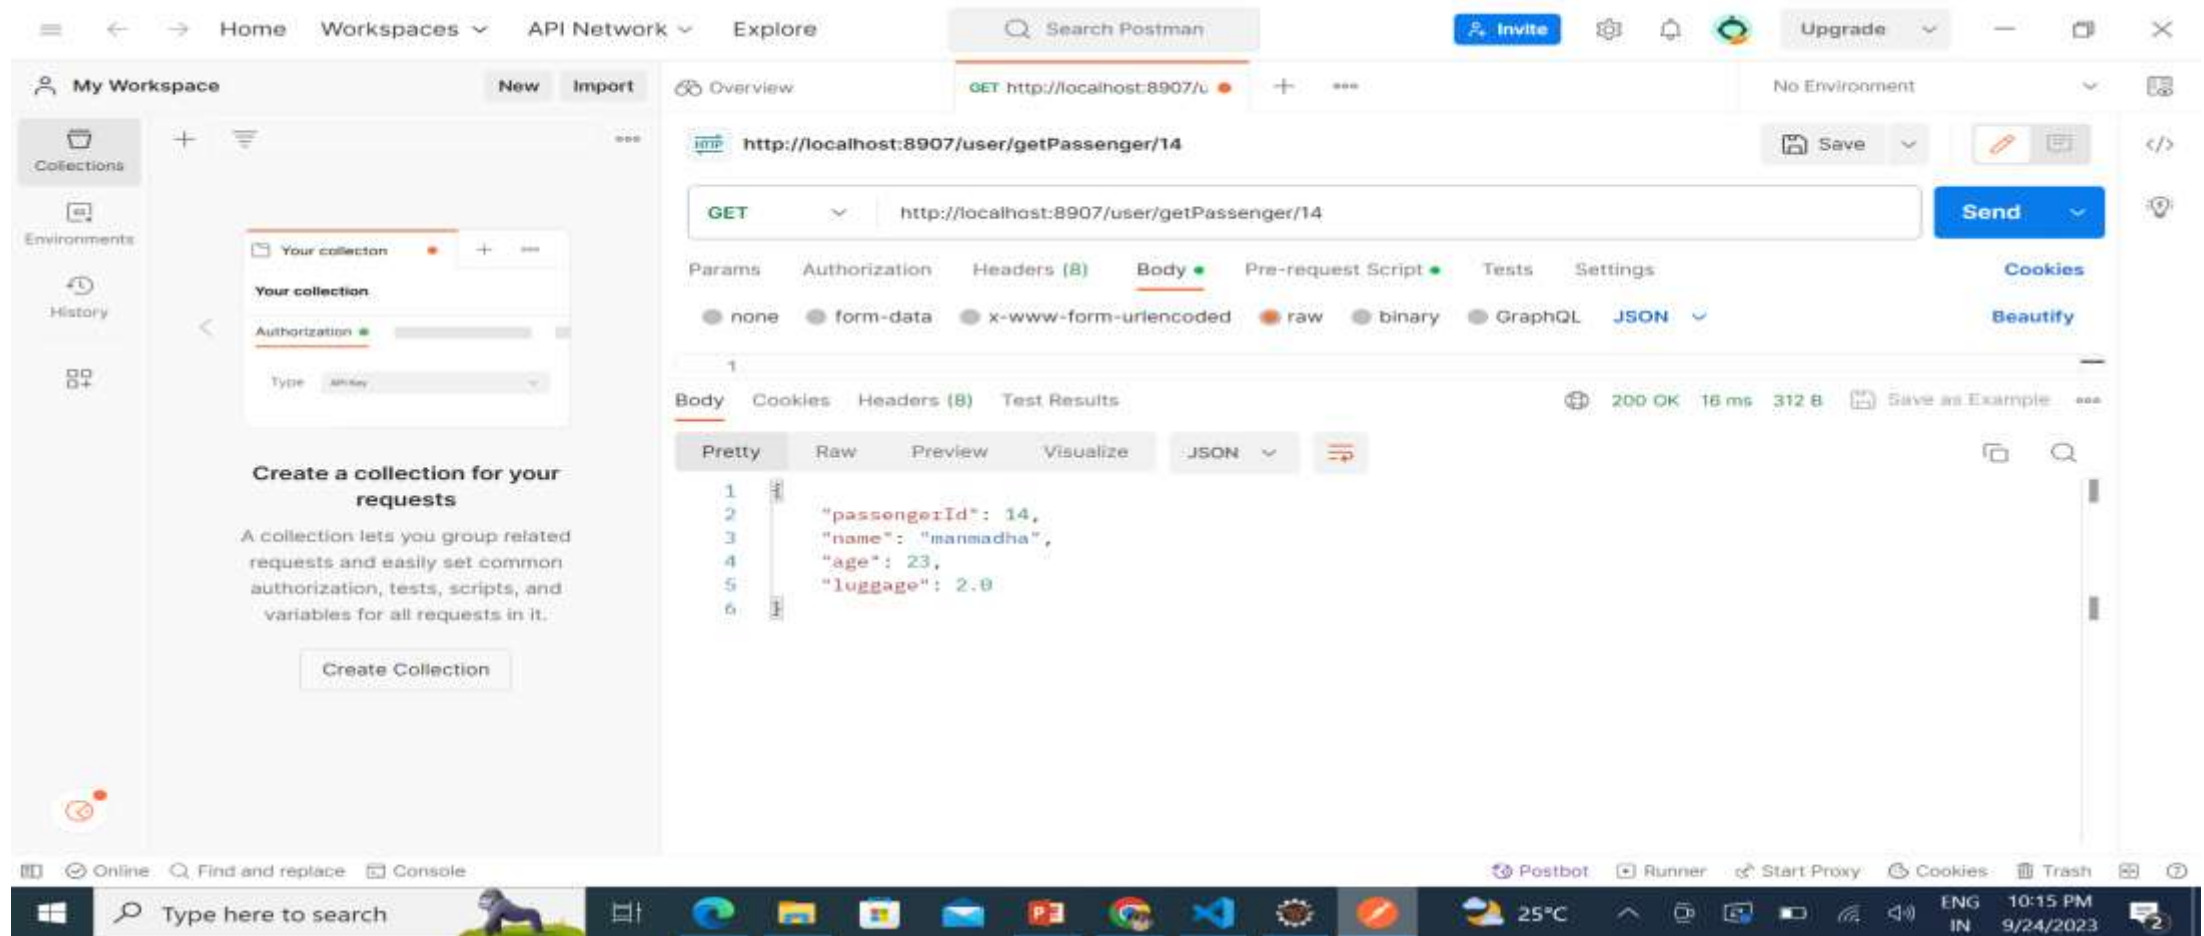 Home Workspaces API Network Explore Search Postman Invite Upgrade
My Workspace New Import Overview GET http://localhost:8907/u No Environment
Collections
http://localhost:8907/user/getPassenger/14 Save
Environments
GET http://localhost:8907/user/getPassenger/14 Send
Your collecton
Your collection
Authorization
Type API Key
History
Params Authorization Headers (8) Body Pre-request Script Tests Settings Cookies
none form-data x-www-form-urlencoded raw binary GraphQL JSON Beautify
1
Body Cookies Headers (8) Test Results 200 OK 16 ms 312 B Save as Example
Pretty Raw Preview Visualize JSON
1 {
2 "passengerId": 14,
3 "name": "manmadha",
4 "age": 23,
5 "luggage": 2.0
6 }
Create a collection for your
requests
A collection lets you group related
requests and easily set common
authorization, tests, scripts, and
variables for all requests in it.
Create Collection
Online Find and replace Console Postbot Runner Start Proxy Cookies Trash
Type here to search 25°C ENG 10:15 PM
IN 9/24/2023 2